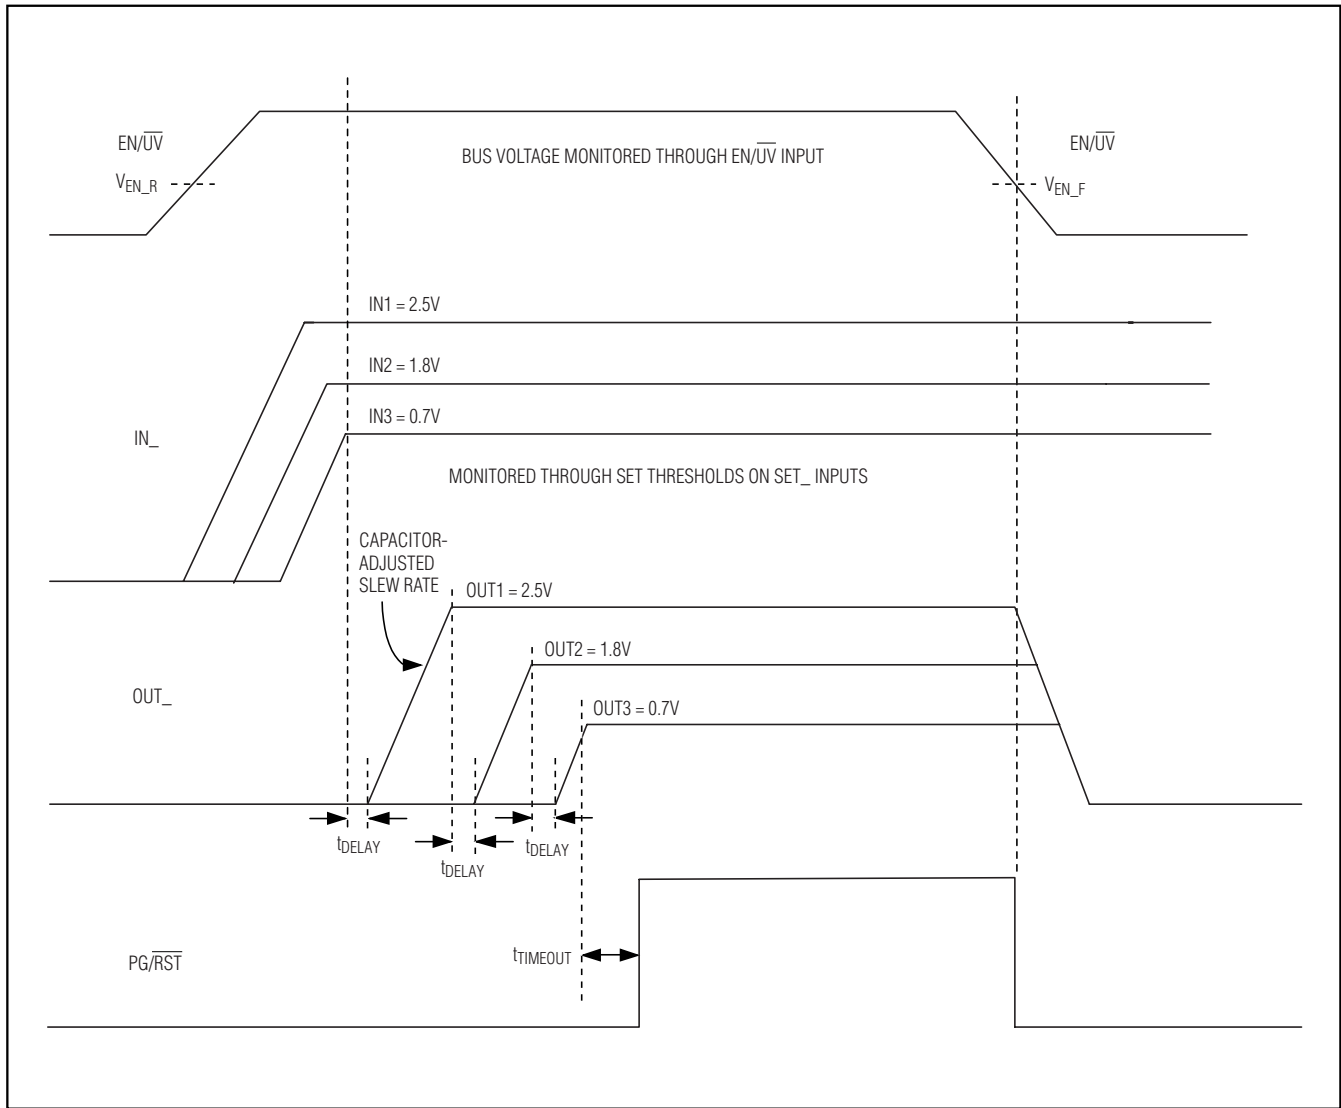 EN/UV
V_EN_R
BUS VOLTAGE MONITORED THROUGH EN/UV INPUT
EN/UV
V_EN_F
IN1 = 2.5V
IN2 = 1.8V
IN3 = 0.7V
IN_
MONITORED THROUGH SET THRESHOLDS ON SET_ INPUTS
CAPACITOR-
ADJUSTED
SLEW RATE
OUT1 = 2.5V
OUT2 = 1.8V
OUT3 = 0.7V
OUT_
tDELAY
tDELAY
tDELAY
tTIMEOUT
PG/RST